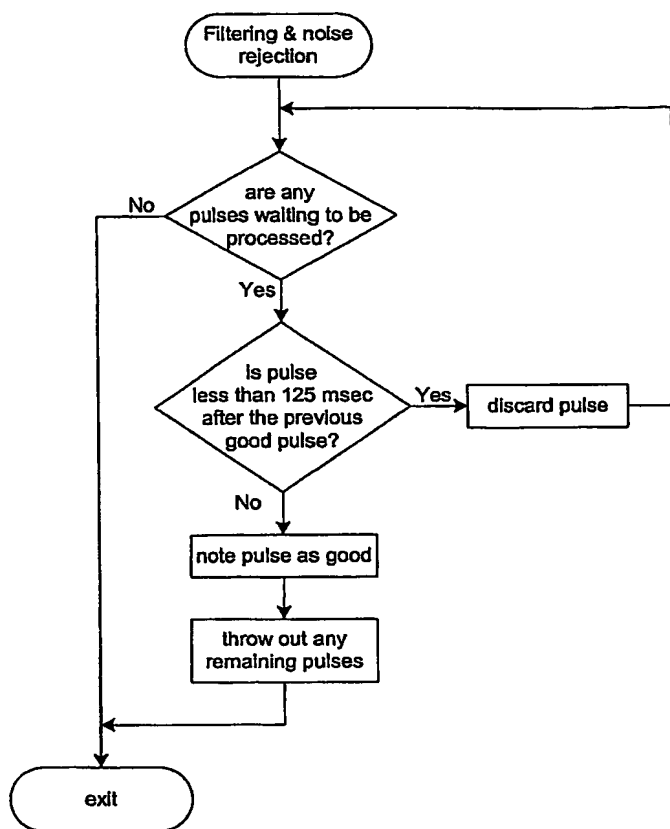 Filtering & noise
rejection
are any
pulses waiting to be
processed?
No
Yes
is pulse
less than 125 msec
after the previous
good pulse?
Yes
discard pulse
No
note pulse as good
throw out any
remaining pulses
exit